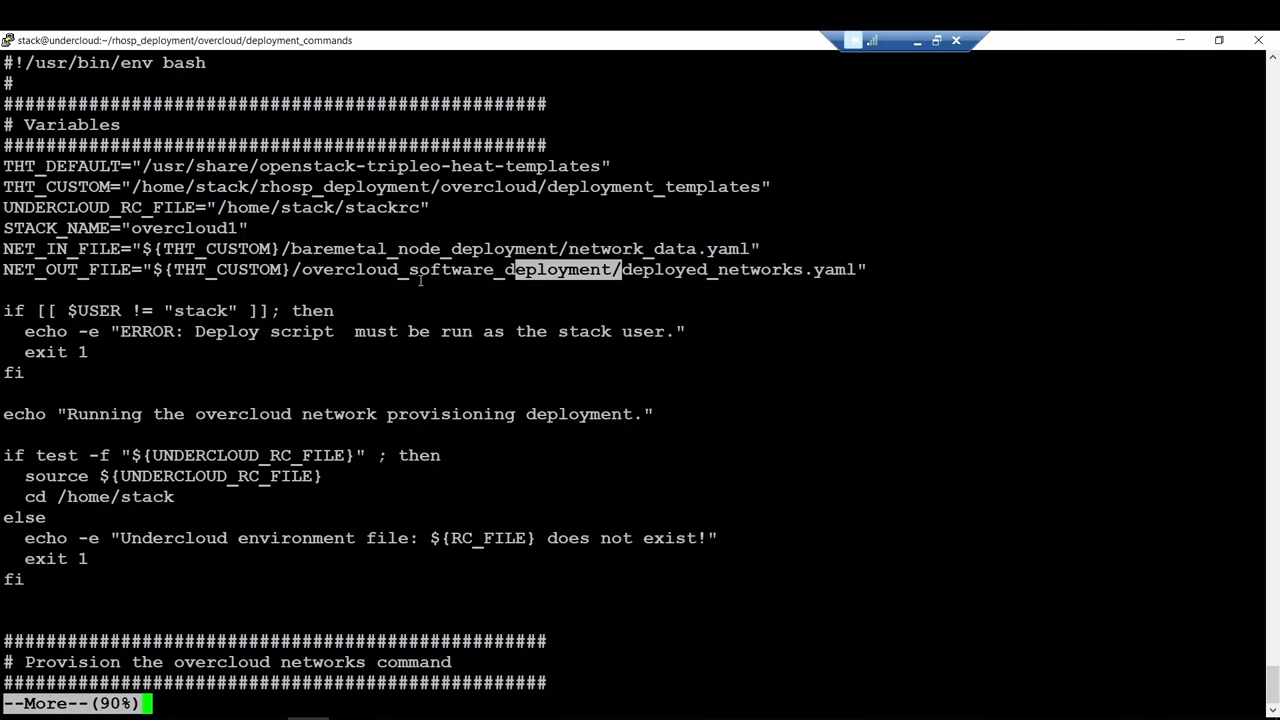 stack@undercloud:~/rhosp_deployment/overcloud/deployment_commands
#!/usr/bin/env bash
#
###################################################
# Variables
###################################################
THT_DEFAULT="/usr/share/openstack-tripleo-heat-templates"
THT_CUSTOM="/home/stack/rhosp_deployment/overcloud/deployment_templates"
UNDERCLOUD_RC_FILE="/home/stack/stackrc"
STACK_NAME="overcloud1"
NET_IN_FILE="${THT_CUSTOM}/baremetal_node_deployment/network_data.yaml"
NET_OUT_FILE="${THT_CUSTOM}/overcloud_software_deployment/deployed_networks.yaml"
if [[ $USER != "stack" ]]; then
  echo -e "ERROR: Deploy script  must be run as the stack user."
  exit 1
fi
echo "Running the overcloud network provisioning deployment."
if test -f "${UNDERCLOUD_RC_FILE}" ; then
  source ${UNDERCLOUD_RC_FILE}
  cd /home/stack
else
  echo -e "Undercloud environment file: ${RC_FILE} does not exist!"
  exit 1
fi
###################################################
# Provision the overcloud networks command
###################################################
--More--(90%)